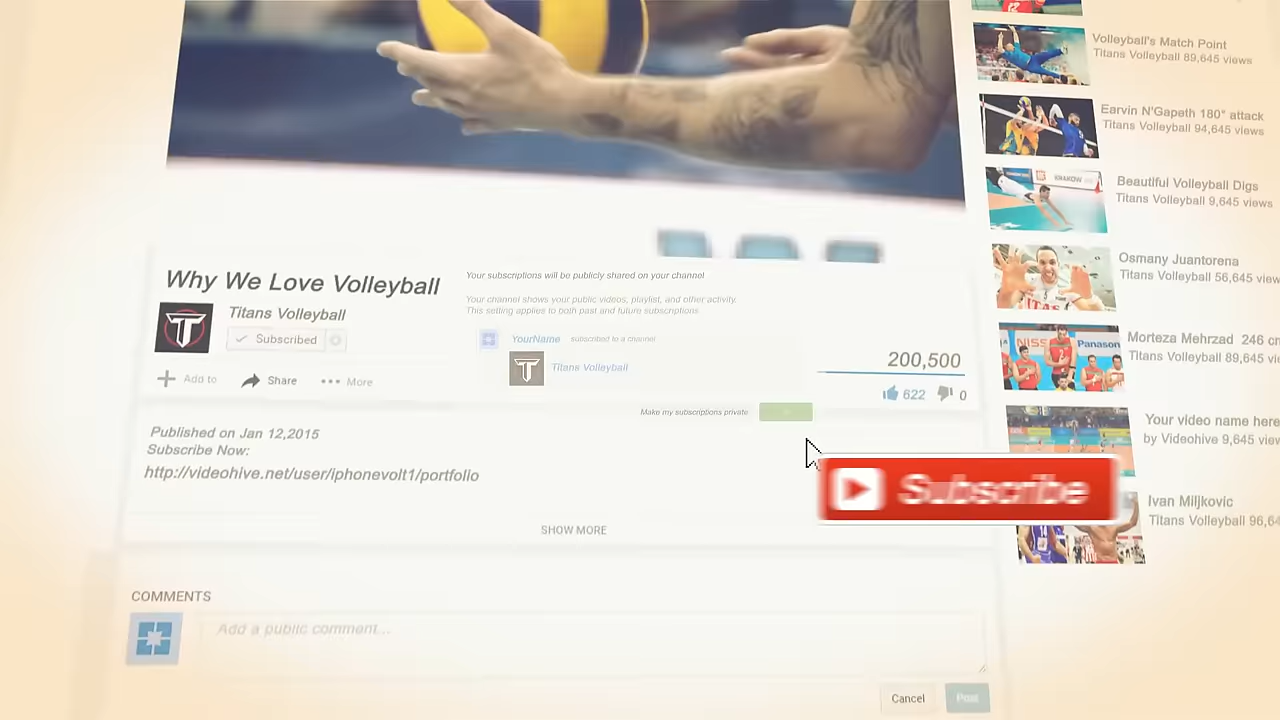 Why We Love Volleyball
Titans Volleyball
Subscribed
Add to
Share
More
Your subscriptions will be publicly shared on your channel
Your channel shows your public videos, playlist, and other activity.
This setting applies to both past and future subscriptions
YourName subscribed to a channel
Titans Volleyball
Make my subscriptions private
200,500
622
0
Published on Jan 12,2015
Subscribe Now:
http://videohive.net/user/iphonevolt1/portfolio
SHOW MORE
Subscribe
COMMENTS
Add a public comment...
Cancel
Post
Volleyball's Match Point
Titans Volleyball 89,645 views
Earvin N'Gapath 180° attack
Titans Volleyball 94,645 views
Beautiful Volleyball Digs
Titans Volleyball 9,645 views
Osmany Juantorena
Titans Volleyball 56,645 views
Morteza Mehrzad 246 cm
Titans Volleyball 89,645
Your video name here
by Videohive 9,645
Ivan Miljkovic
Titans Volleyball 96,64
Panasonic